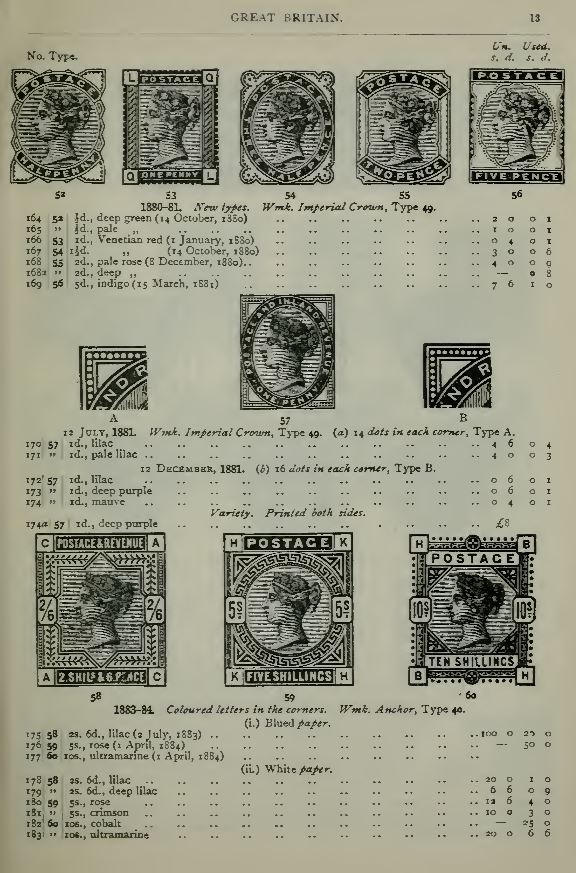 GREAT BRITAIN. 13
Un. Used.
No. Type. s. d. s. d.
POSTAGE HALFPENNY
L POSTAGE Q Q ONE PENNY L
POSTAGE
POSTAGE TWO-PENCE
POSTAGE FIVE PENCE
52 53 54 55 56
1880-81. New types. Wmk. Imperial Crown, Type 49.
164 52 ½d., deep green (14 October, 1880) .. .. 2 0 0 1
165 " ½d., pale ,, .. .. 1 0 0 1
166 53 1d., Venetian red (1 January, 1880) .. .. 0 4 0 1
167 54 1½d. ,, (14 October, 1880) .. .. 3 0 0 6
168 55 2d., pale rose (8 December, 1880).. .. 4 0 0 9
168a " 2d., deep ,, .. .. — 0 8
169 56 5d., indigo (15 March, 1881) .. .. 7 6 1 0
POSTAGE AND INLAND REVENUE ONE PENNY
ND R
ND R
A 57 B
12 JULY, 1881. Wmk. Imperial Crown, Type 49. (a) 14 dots in each corner, Type A.
170 57 1d., lilac .. .. 4 6 0 4
171 " 1d., pale lilac .. .. 4 0 0 3
12 DECEMBER, 1881. (b) 16 dots in each corner, Type B.
172 57 1d., lilac .. .. 0 6 0 1
173 " 1d., deep purple .. .. 0 6 0 1
174 " 1d., mauve .. .. 0 4 0 1
Variety. Printed both sides.
174a 57 1d., deep purple .. .. £8
C POSTAGE & REVENUE A 2/6 2/6 A 2 SHILS & 6 PENCE C
H POSTAGE K 5S 5S K FIVE SHILLINGS H
H B POSTAGE 10S 10S TEN SHILLINGS B H
58 59 60
1883-84. Coloured letters in the corners. Wmk. Anchor, Type 40.
(i.) Blued paper.
175 58 2s. 6d., lilac (2 July, 1883) .. .. 100 0 20 0
176 59 5s., rose (1 April, 1884) .. .. — 50 0
177 60 10s., ultramarine (1 April, 1884) .. ..
(ii.) White paper.
178 58 2s. 6d., lilac .. .. 20 0 1 0
179 " 2s. 6d., deep lilac .. .. 6 6 0 9
180 59 5s., rose .. .. 12 6 4 0
181 " 5s., crimson .. .. 10 0 3 0
182 60 10s., cobalt .. .. — 25 0
183 " 10s., ultramarine .. .. 20 0 6 6